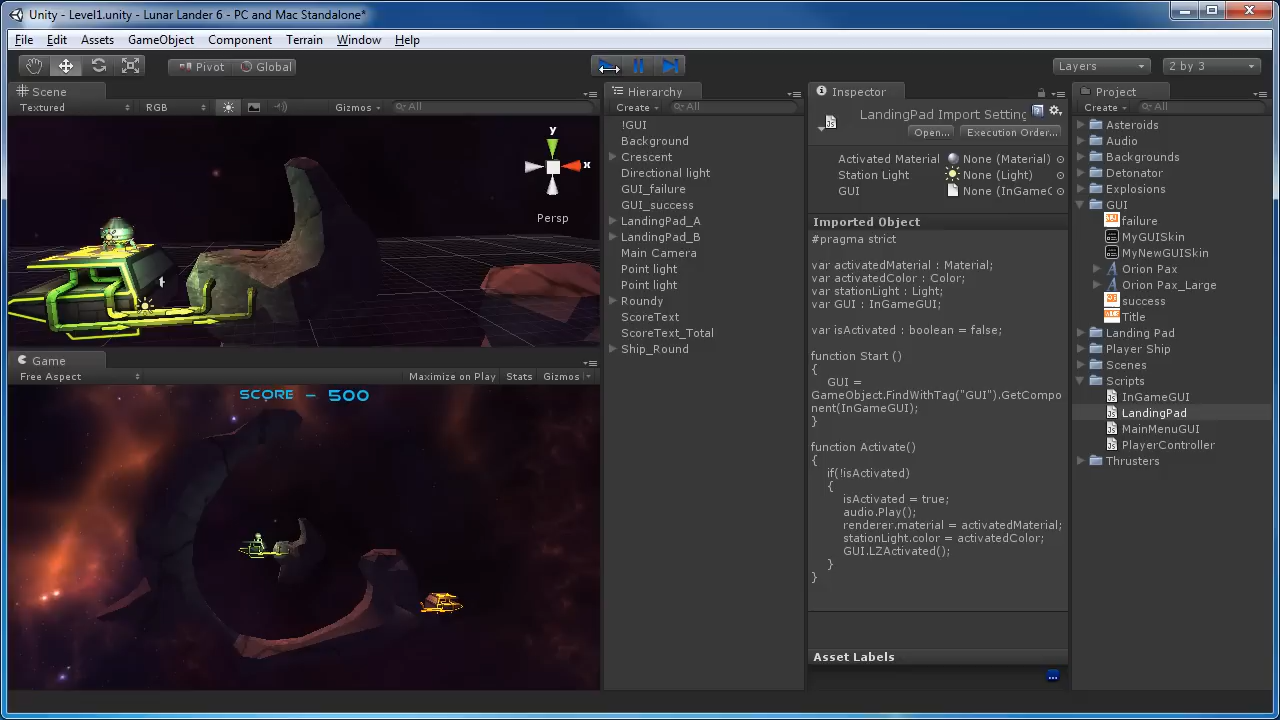 Unity - Level1.unity - Lunar Lander 6 - PC and Mac Standalone*
File Edit Assets GameObject Component Terrain Window Help
Pivot Global
Layers
2 by 3
Scene
Textured RGB Gizmos All
y
x
Persp
Game
Free Aspect Maximize on Play Stats Gizmos
SCORE - 500
Hierarchy
Create All
!GUI
Background
Crescent
Directional light
GUI_failure
GUI_success
LandingPad_A
LandingPad_B
Main Camera
Point light
Point light
Roundy
ScoreText
ScoreText_Total
Ship_Round
Inspector
LandingPad Import Setting
Open... Execution Order...
Activated Material None (Material)
Station Light None (Light)
GUI None (InGameG
Imported Object
#pragma strict
var activatedMaterial : Material;
var activatedColor : Color;
var stationLight : Light;
var GUI : InGameGUI;
var isActivated : boolean = false;
function Start ()
{
GUI =
GameObject.FindWithTag("GUI").GetCompo
nent(InGameGUI);
}
function Activate()
{
if(!isActivated)
{
isActivated = true;
audio.Play();
renderer.material = activatedMaterial;
stationLight.color = activatedColor;
GUI.LZActivated();
}
}
Asset Labels
Project
Create All
Asteroids
Audio
Backgrounds
Detonator
Explosions
GUI
failure
MyGUISkin
MyNewGUISkin
Orion Pax
Orion Pax_Large
success
Title
Landing Pad
Player Ship
Scenes
Scripts
InGameGUI
LandingPad
MainMenuGUI
PlayerController
Thrusters